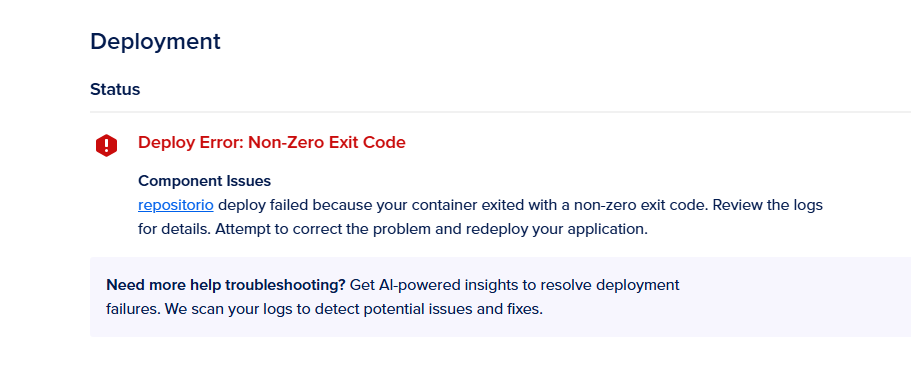 Deployment
Status
Deploy Error: Non-Zero Exit Code
Component Issues
repositorio deploy failed because your container exited with a non-zero exit code. Review the logs
for details. Attempt to correct the problem and redeploy your application.
Need more help troubleshooting? Get AI-powered insights to resolve deployment
failures. We scan your logs to detect potential issues and fixes.